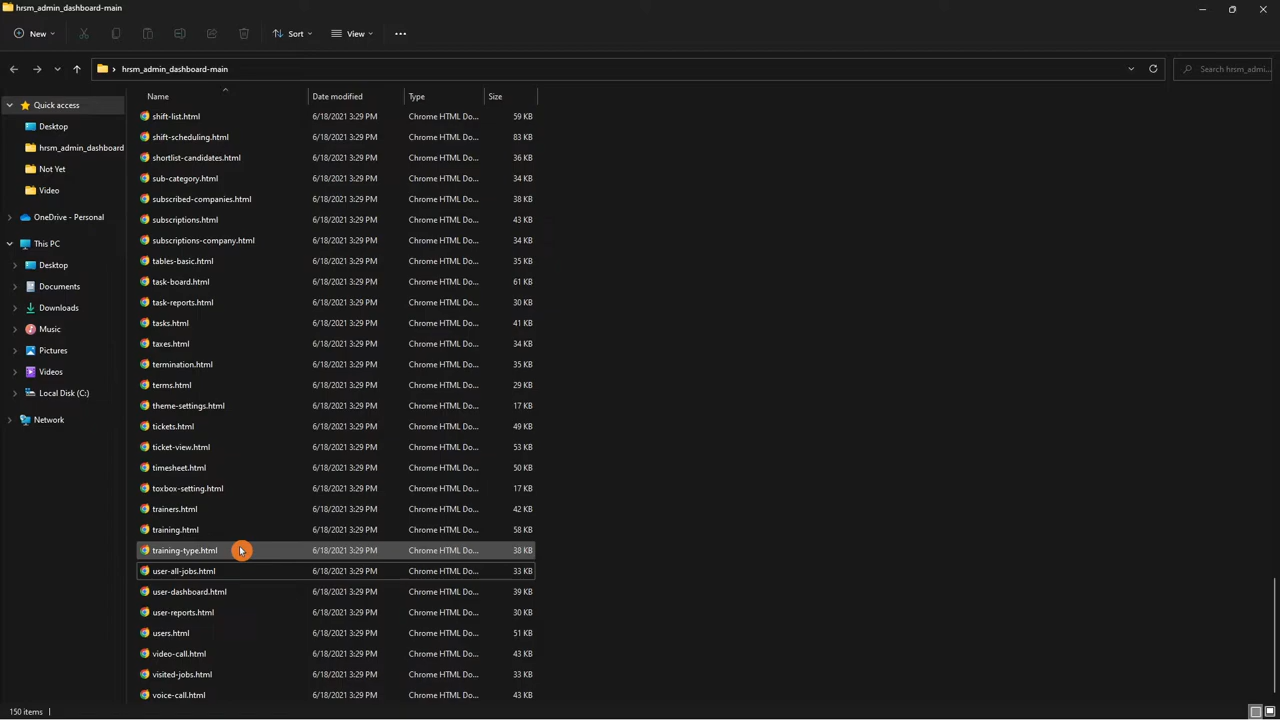 hrsm_admin_dashboard-main
New Sort View
hrsm_admin_dashboard-main
Search hrsm_admi...
Quick access
Desktop
hrsm_admin_dashboard
Not Yet
Video
OneDrive - Personal
This PC
Desktop
Documents
Downloads
Music
Pictures
Videos
Local Disk (C:)
Network
Name Date modified Type Size
shift-list.html 6/18/2021 3:29 PM Chrome HTML Do... 59 KB
shift-scheduling.html 6/18/2021 3:29 PM Chrome HTML Do... 83 KB
shortlist-candidates.html 6/18/2021 3:29 PM Chrome HTML Do... 36 KB
sub-category.html 6/18/2021 3:29 PM Chrome HTML Do... 34 KB
subscribed-companies.html 6/18/2021 3:29 PM Chrome HTML Do... 38 KB
subscriptions.html 6/18/2021 3:29 PM Chrome HTML Do... 43 KB
subscriptions-company.html 6/18/2021 3:29 PM Chrome HTML Do... 34 KB
tables-basic.html 6/18/2021 3:29 PM Chrome HTML Do... 35 KB
task-board.html 6/18/2021 3:29 PM Chrome HTML Do... 61 KB
task-reports.html 6/18/2021 3:29 PM Chrome HTML Do... 30 KB
tasks.html 6/18/2021 3:29 PM Chrome HTML Do... 41 KB
taxes.html 6/18/2021 3:29 PM Chrome HTML Do... 34 KB
termination.html 6/18/2021 3:29 PM Chrome HTML Do... 35 KB
terms.html 6/18/2021 3:29 PM Chrome HTML Do... 29 KB
theme-settings.html 6/18/2021 3:29 PM Chrome HTML Do... 17 KB
tickets.html 6/18/2021 3:29 PM Chrome HTML Do... 49 KB
ticket-view.html 6/18/2021 3:29 PM Chrome HTML Do... 53 KB
timesheet.html 6/18/2021 3:29 PM Chrome HTML Do... 50 KB
toxbox-setting.html 6/18/2021 3:29 PM Chrome HTML Do... 17 KB
trainers.html 6/18/2021 3:29 PM Chrome HTML Do... 42 KB
training.html 6/18/2021 3:29 PM Chrome HTML Do... 58 KB
training-type.html 6/18/2021 3:29 PM Chrome HTML Do... 38 KB
user-all-jobs.html 6/18/2021 3:29 PM Chrome HTML Do... 33 KB
user-dashboard.html 6/18/2021 3:29 PM Chrome HTML Do... 39 KB
user-reports.html 6/18/2021 3:29 PM Chrome HTML Do... 30 KB
users.html 6/18/2021 3:29 PM Chrome HTML Do... 51 KB
video-call.html 6/18/2021 3:29 PM Chrome HTML Do... 43 KB
visited-jobs.html 6/18/2021 3:29 PM Chrome HTML Do... 33 KB
voice-call.html 6/18/2021 3:29 PM Chrome HTML Do... 43 KB
150 items